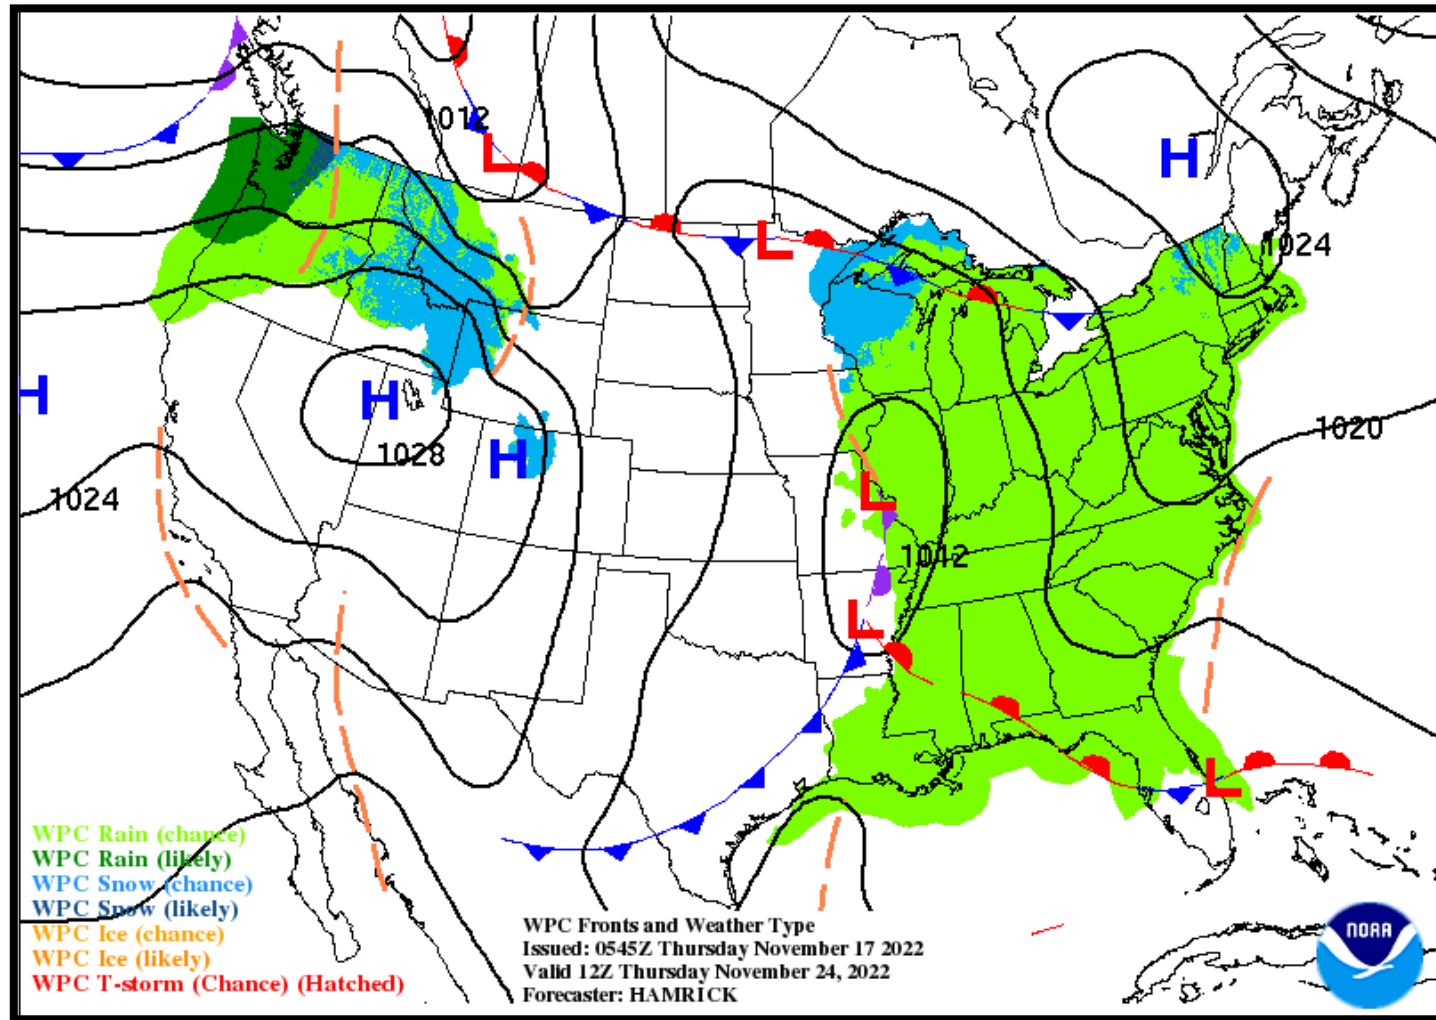 1012
L
H
1024
L
H
H
1028
H
1020
1024
L
1012
L
L
WPC Rain (chance)
WPC Rain (likely)
WPC Snow (chance)
WPC Snow (likely)
WPC Ice (chance)
WPC Ice (likely)
WPC T-storm (Chance) (Hatched)
WPC Fronts and Weather Type
Issued: 0545Z Thursday November 17 2022
Valid 12Z Thursday November 24, 2022
Forecaster: HAMRICK
NOAA